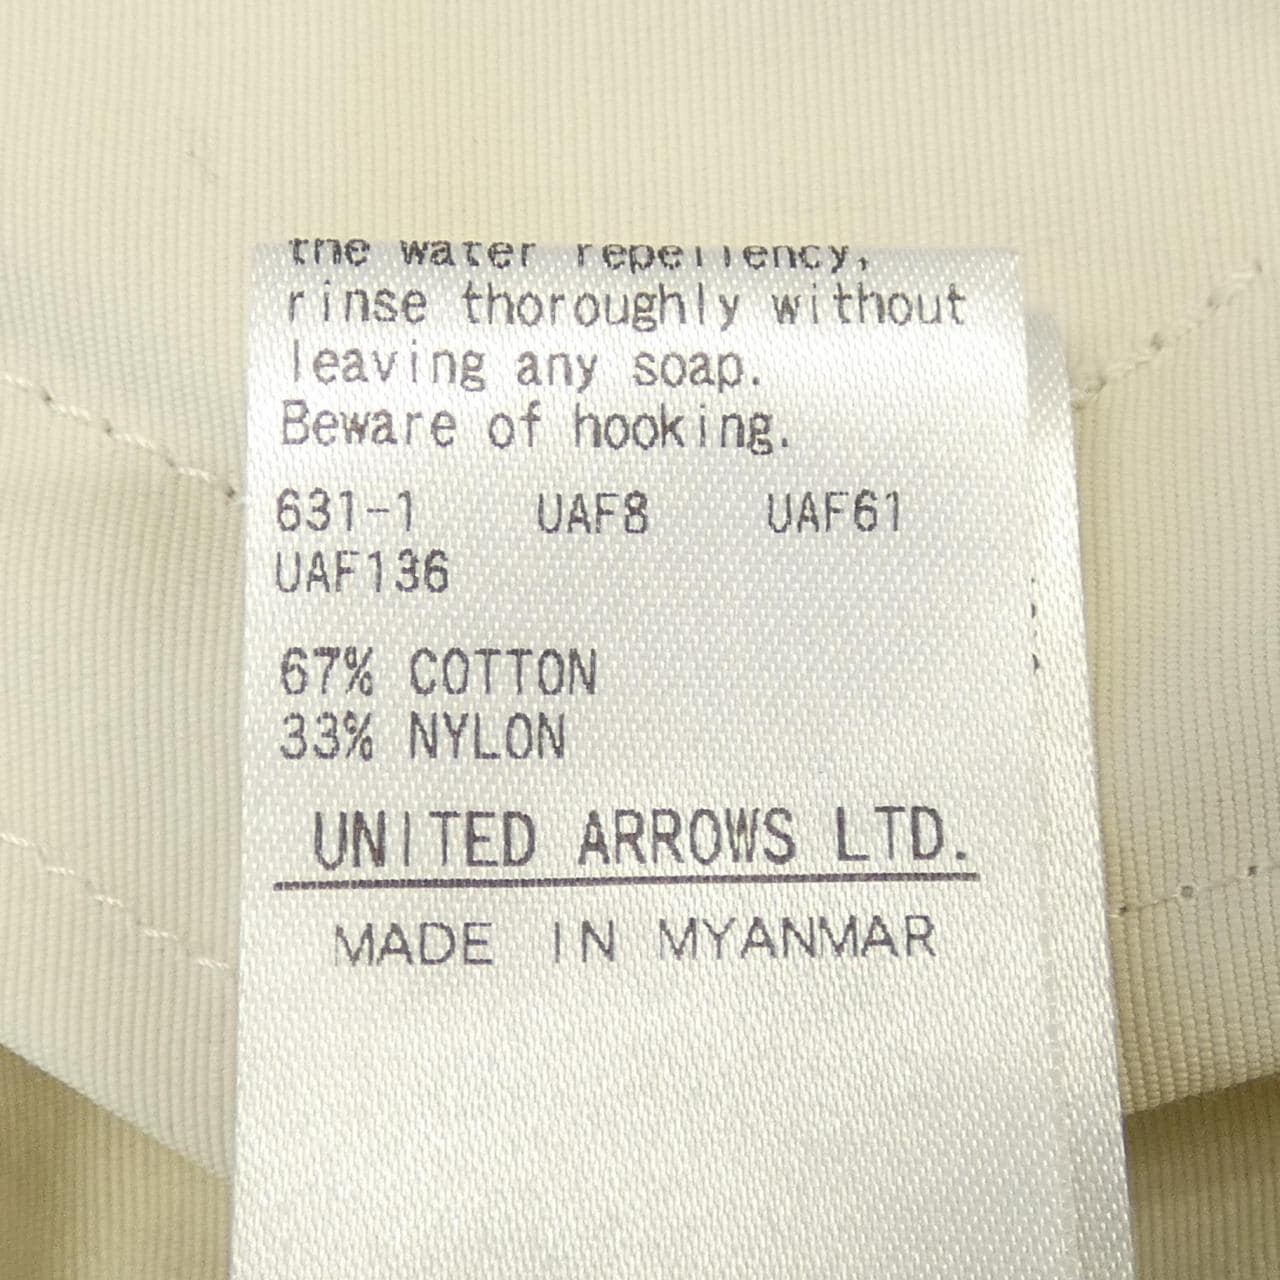 the water repellency,
rinse thoroughly without
leaving any soap.
Beware of hooking.
631-1 UAF8 UAF61
UAF136
67% COTTON
33% NYLON
UNITED ARROWS LTD.
MADE IN MYANMAR